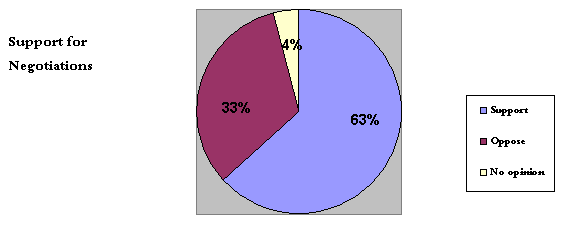 Support for
Negotiations
4%
33%
63%
Support
Oppose
No opinion